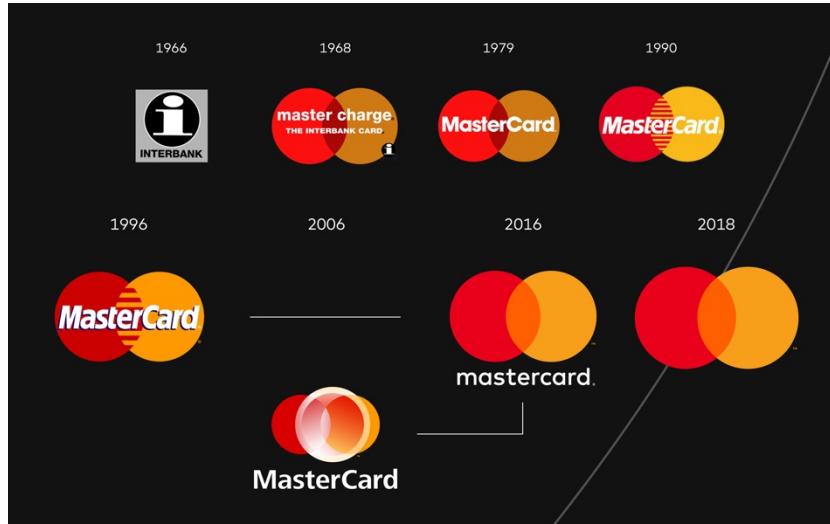 1966
1968
1979
1990
i
INTERBANK
master charge
THE INTERBANK CARD
i
MasterCard
MasterCard
1996
2006
2016
2018
MasterCard
mastercard
MasterCard